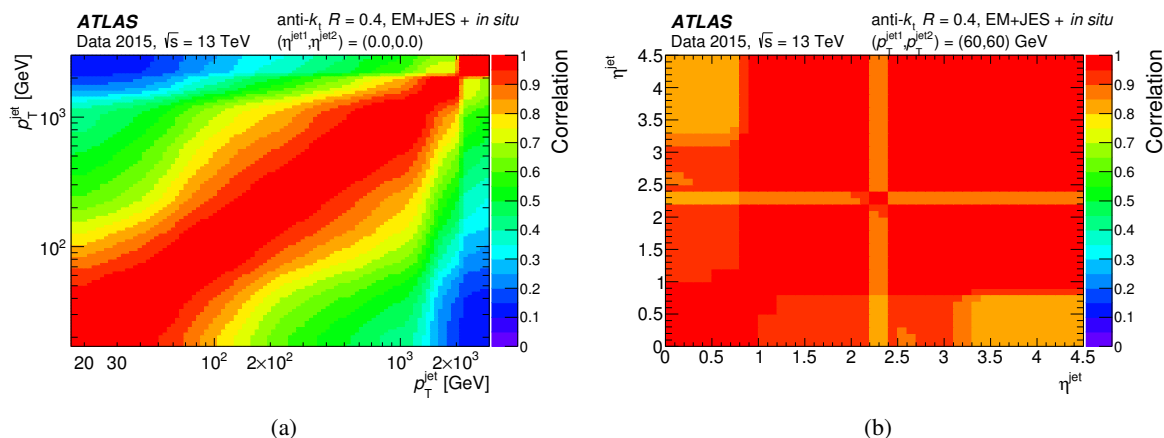 ATLAS
anti-kt R = 0.4, EM+JES + in situ
Data 2015, √s = 13 TeV
(ηjet1,ηjet2) = (0.0,0.0)
pTjet [GeV]
10³
10²
20 30 10² 2×10² 10³ 2×10³
pTjet [GeV]
1
0.9
0.8
0.7
0.6
0.5
0.4
0.3
0.2
0.1
0
Correlation
(a)
ATLAS
anti-kt R = 0.4, EM+JES + in situ
Data 2015, √s = 13 TeV
(pTjet1,pTjet2) = (60,60) GeV
ηjet
4.5
4
3.5
3
2.5
2
1.5
1
0.5
0
0 0.5 1 1.5 2 2.5 3 3.5 4 4.5
ηjet
1
0.9
0.8
0.7
0.6
0.5
0.4
0.3
0.2
0.1
0
Correlation
(b)